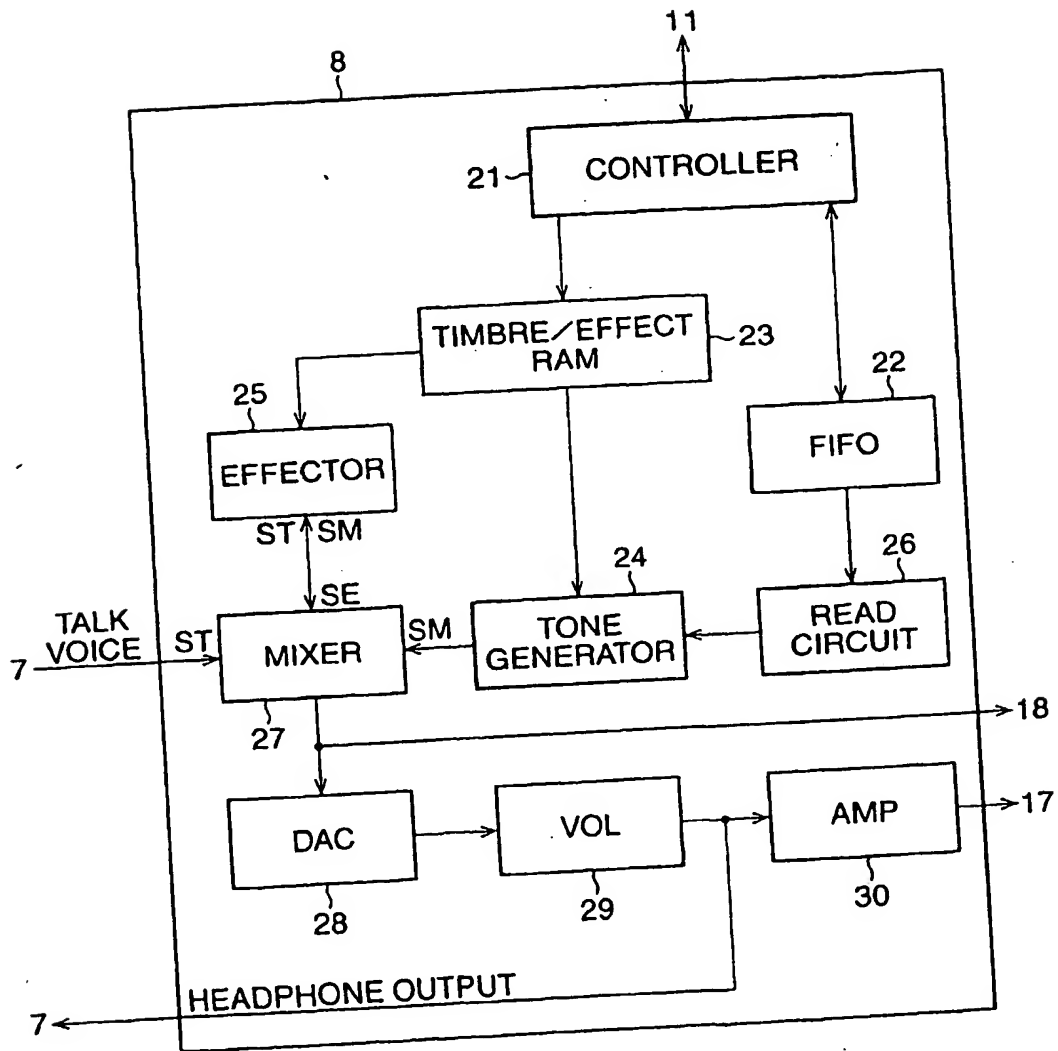 11
8
21
CONTROLLER
TIMBRE/EFFECT
RAM
23
22
25
FIFO
EFFECTOR
ST SM
24
26
SE
TALK
VOICE
7
ST
MIXER
SM
TONE
GENERATOR
READ
CIRCUIT
27
18
DAC
VOL
AMP
17
28
29
30
HEADPHONE OUTPUT
7